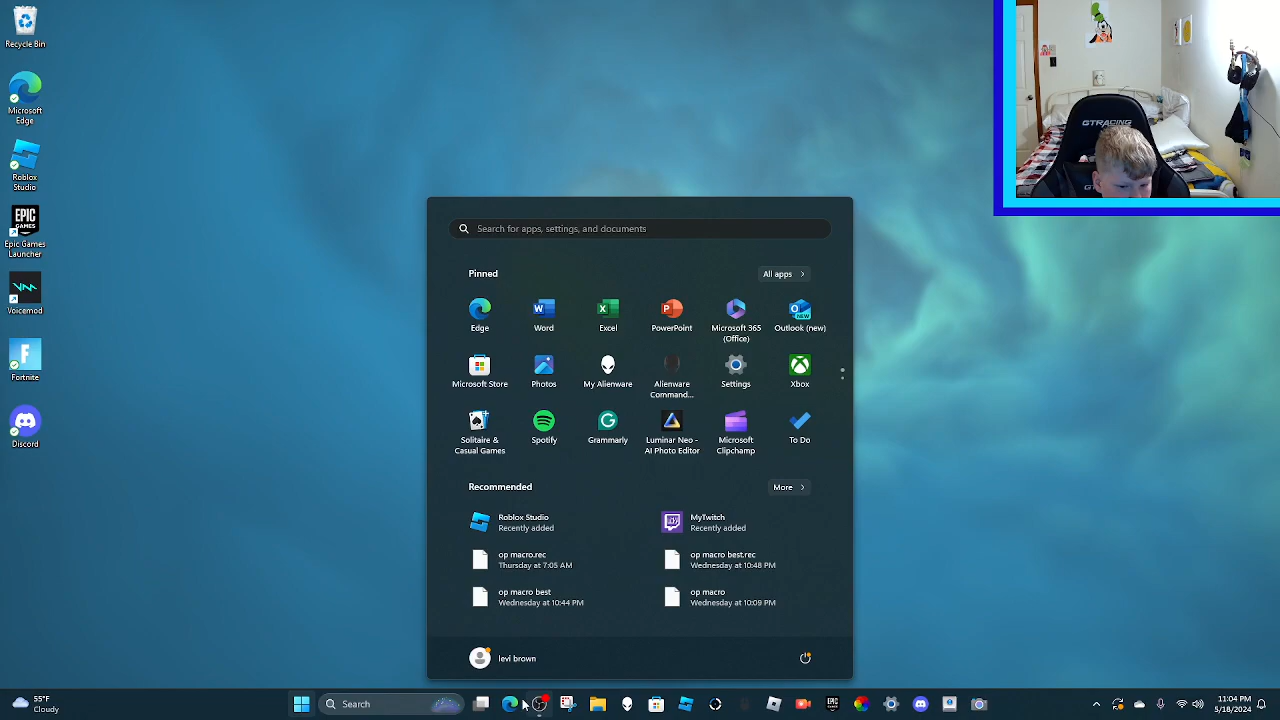 Recycle Bin
Microsoft
Edge
Roblox
Studio
EPIC
GAMES
Epic Games
Launcher
Voicemod
F
Fortnite
Discord
Search for apps, settings, and documents
Pinned
All apps
Edge
Word
Excel
PowerPoint
Microsoft 365
(Office)
Outlook (new)
Microsoft Store
Photos
My Alienware
Alienware
Command...
Settings
Xbox
Solitaire &
Casual Games
Spotify
Grammarly
Luminar Neo -
AI Photo Editor
Microsoft
Clipchamp
To Do
Recommended
More
Roblox Studio
Recently added
MyTwitch
Recently added
op macro.rec
Thursday at 7:05 AM
op macro best.rec
Wednesday at 10:48 PM
op macro best
Wednesday at 10:44 PM
op macro
Wednesday at 10:09 PM
levi brown
GTRACING
GT
55°F
Cloudy
Search
11:04 PM
5/18/2024